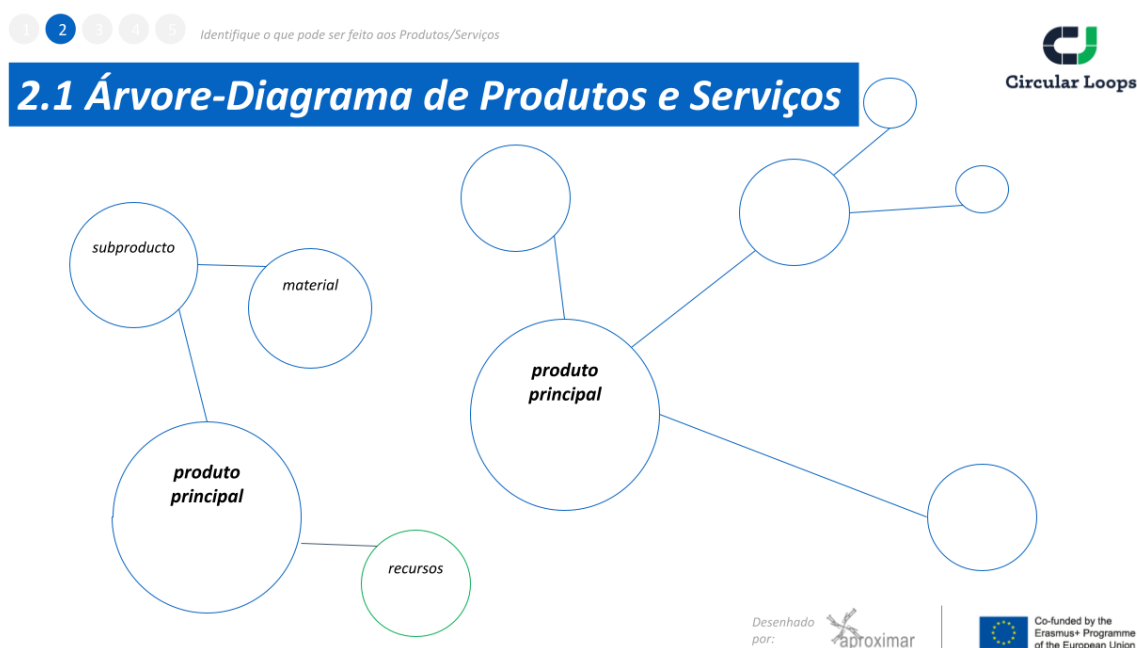 1 2 3 4 5
Identifique o que pode ser feito aos Produtos/Serviços
Circular Loops
2.1 Árvore-Diagrama de Produtos e Serviços
subproducto
material
produto
principal
recursos
produto
principal
Desenhado
por:
aproximar
Co-funded by the
Erasmus+ Programme
of the European Union